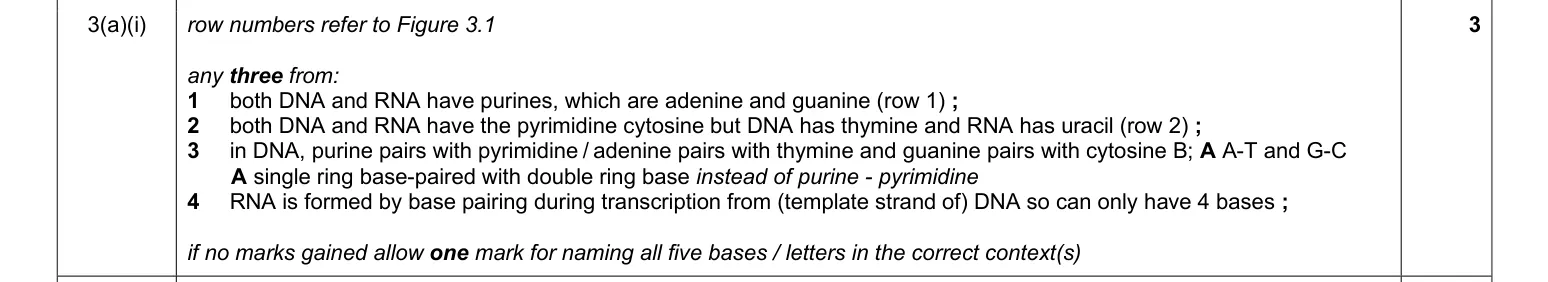 3(a)(i) row numbers refer to Figure 3.1 3
any three from:
1 both DNA and RNA have purines, which are adenine and guanine (row 1) ;
2 both DNA and RNA have the pyrimidine cytosine but DNA has thymine and RNA has uracil (row 2) ;
3 in DNA, purine pairs with pyrimidine / adenine pairs with thymine and guanine pairs with cytosine B; A A-T and G-C
A single ring base-paired with double ring base instead of purine - pyrimidine
4 RNA is formed by base pairing during transcription from (template strand of) DNA so can only have 4 bases ;
if no marks gained allow one mark for naming all five bases / letters in the correct context(s)